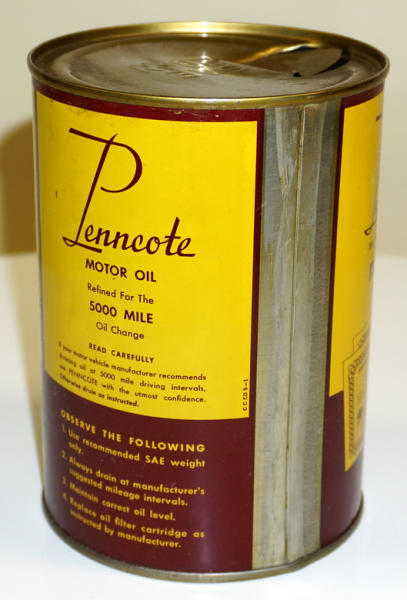 Penncote
MOTOR OIL
Refined For The
5000 MILE
Oil Change
READ CAREFULLY
If your motor vehicle manufacturer recommends
draining oil at 5000 mile driving intervals,
use PENNCOTE with the utmost confidence.
Otherwise drain as instructed.
OBSERVE THE FOLLOWING
1. Use recommended SAE weight
only.
2. Always drain at manufacturer's
suggested mileage intervals.
3. Maintain correct oil level.
4. Replace oil filter cartridge as
instructed by manufacturer.